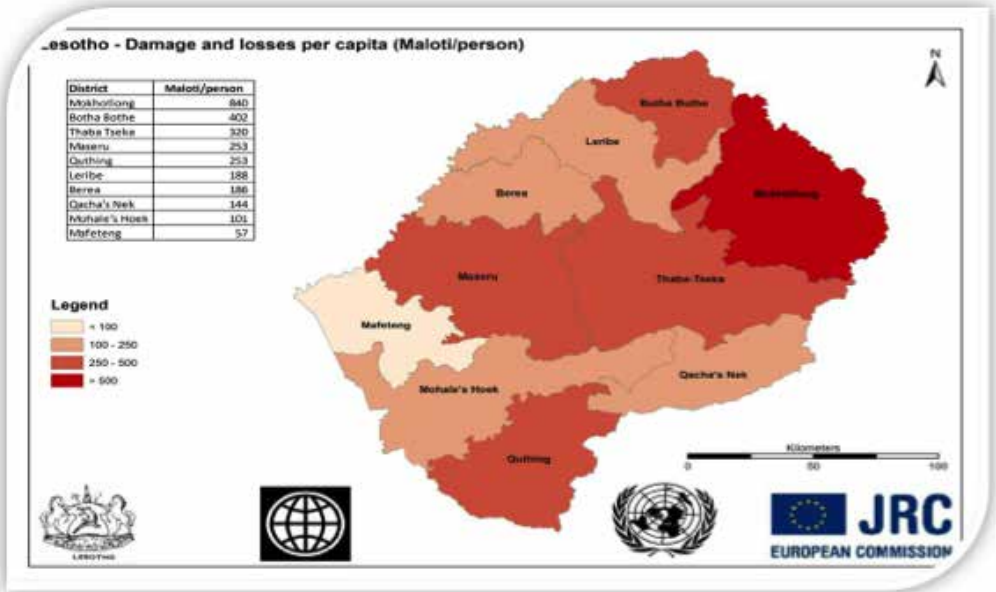 Lesotho - Damage and losses per capita (Maloti/person)
N
District Maloti/person
Mokhotlong 840
Botha Bothe 402
Thaba Tseka 320
Maseru 253
Quthing 253
Leribe 188
Berea 186
Qacha's Nek 144
Mohale's Hoek 101
Mafeteng 57
Botha Bothe
Leribe
Mokhotlong
Berea
Maseru
Thaba-Tseka
Mafeteng
Qacha's Nek
Mohale's Hoek
Quthing
Legend
< 100
100 - 250
250 - 500
> 500
Kilometers
0 50 100
LESOTHO
JRC
EUROPEAN COMMISSION